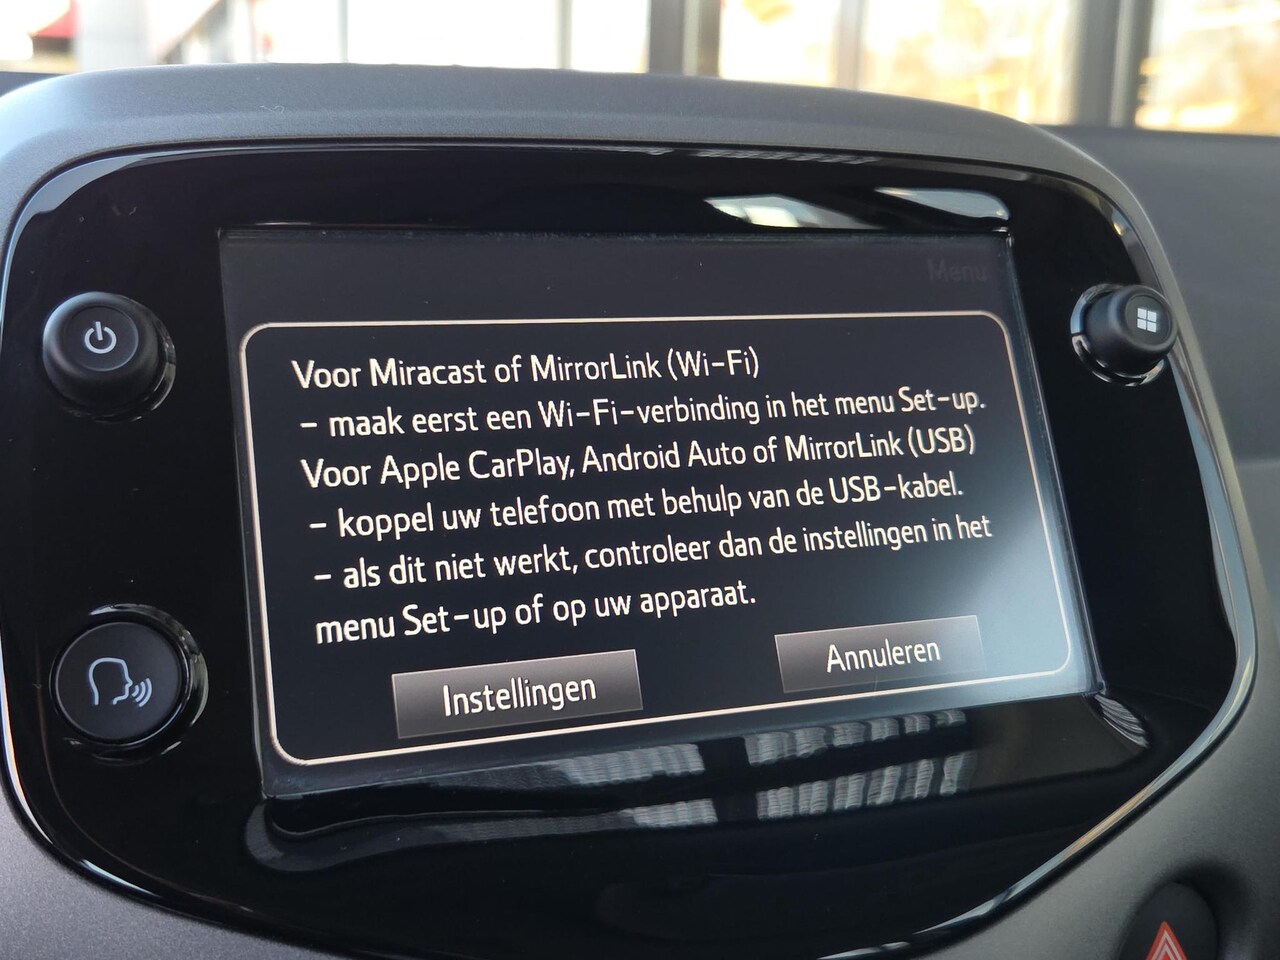 Menu
Voor Miracast of MirrorLink (Wi-Fi)
- maak eerst een Wi-Fi-verbinding in het menu Set-up.
Voor Apple CarPlay, Android Auto of MirrorLink (USB)
- koppel uw telefoon met behulp van de USB-kabel.
- als dit niet werkt, controleer dan de instellingen in het
menu Set-up of op uw apparaat.
Instellingen
Annuleren